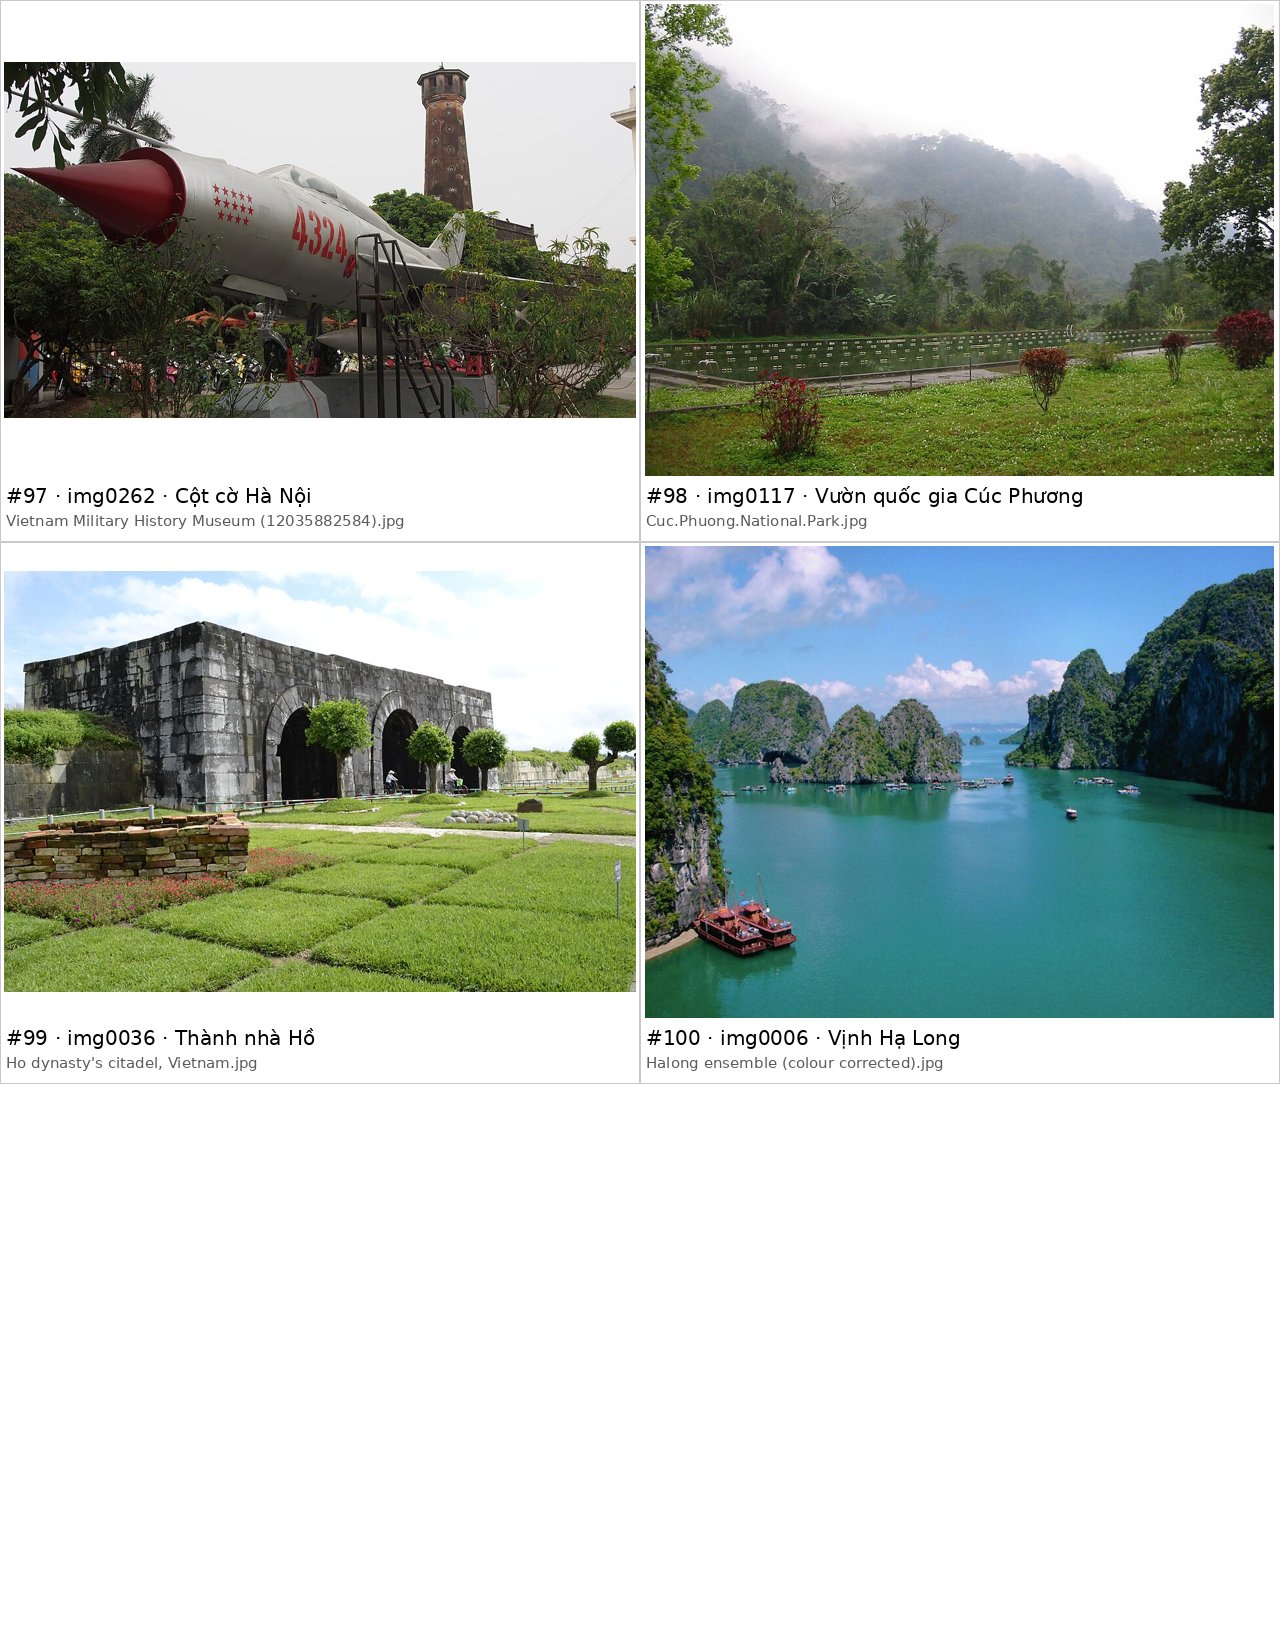 4324
#97 · img0262 · Cột cờ Hà Nội
Vietnam Military History Museum (12035882584).jpg
#98 · img0117 · Vườn quốc gia Cúc Phương
Cuc.Phuong.National.Park.jpg
#99 · img0036 · Thành nhà Hồ
Ho dynasty's citadel, Vietnam.jpg
#100 · img0006 · Vịnh Hạ Long
Halong ensemble (colour corrected).jpg